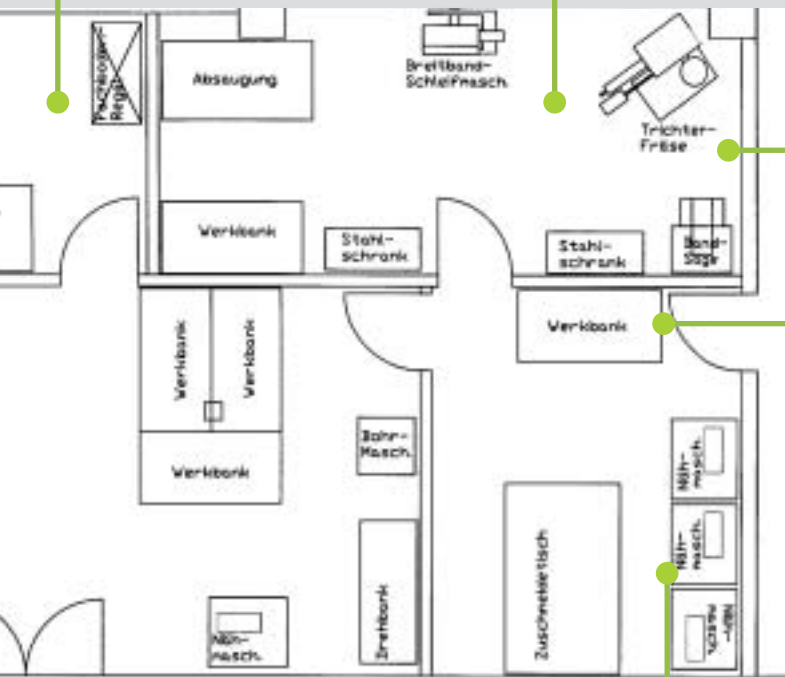 Regal
Absaugung
Breitband-
Schleifmasch.
Trichter-
Fräse
Werkbank
Stahl-
schrank
Stahl-
schrank
Band-
Säge
Werkbank
Werkbank
Werkbank
Werkbank
Bohr-
Masch.
Näh-
masch.
Näh-
masch.
Zuschneidetisch
Drehbank
Näh-
masch.
Näh-
masch.